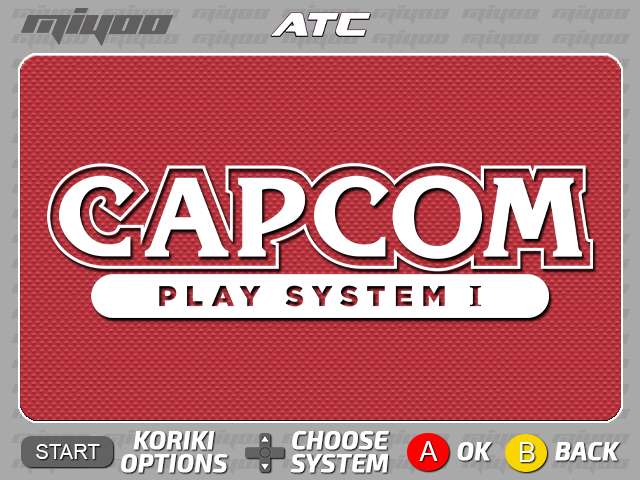 miyoo
ATC
CAPCOM
PLAY SYSTEM I
START
KORIKI
OPTIONS
CHOOSE
SYSTEM
A
OK
B
BACK